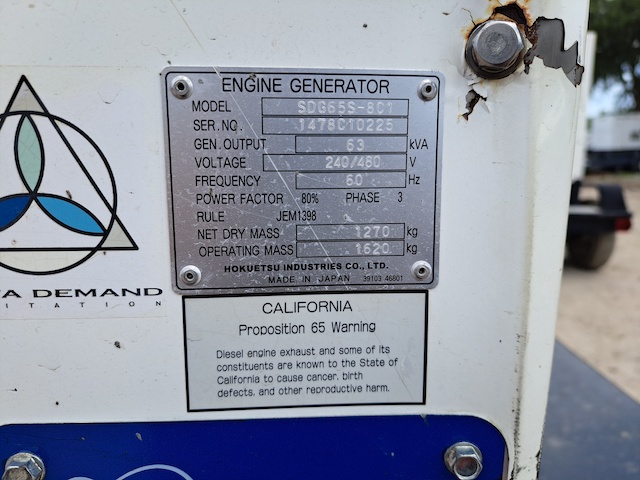 ENGINE GENERATOR
MODEL SDG65S-8C1
SER.NO. 1478C10225
GEN.OUTPUT 63 kVA
VOLTAGE 240/480 V
FREQUENCY 60 Hz
POWER FACTOR 80% PHASE 3
RULE JEM1398
NET DRY MASS 1270 kg
OPERATING MASS 1620 kg
HOKUETSU INDUSTRIES CO., LTD.
MADE IN JAPAN 39103 46801
DEMAND
CALIFORNIA
Proposition 65 Warning
Diesel engine exhaust and some of its
constituents are known to the State of
California to cause cancer, birth
defects, and other reproductive harm.